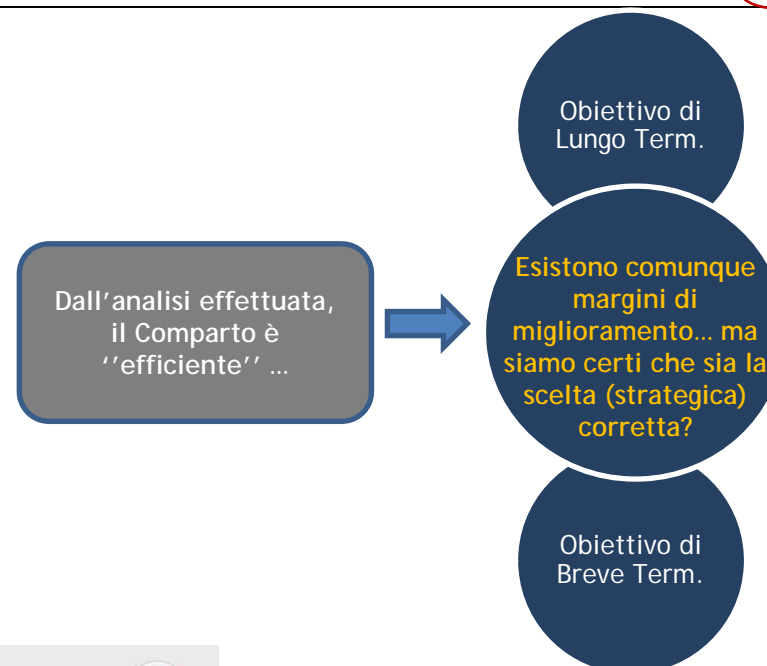 Obiettivo di
Lungo Term.
Dall'analisi effettuata,
il Comparto è
‘’efficiente’’ …
Esistono comunque
margini di
miglioramento… ma
siamo certi che sia la
scelta (strategica)
corretta?
Obiettivo di
Breve Term.